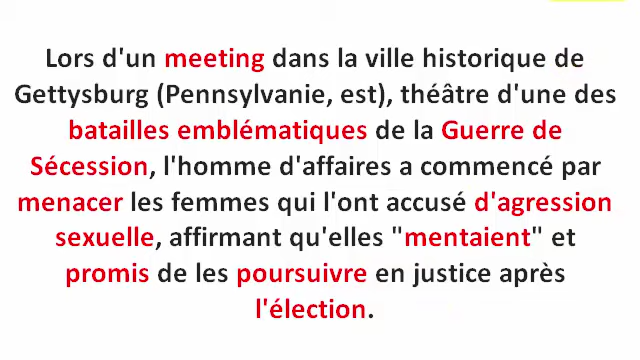 Lors d'un meeting dans la ville historique de
Gettysburg (Pennsylvanie, est), théâtre d'une des
batailles emblématiques de la Guerre de
Sécession, l'homme d'affaires a commencé par
menacer les femmes qui l'ont accusé d'agression
sexuelle, affirmant qu'elles "mentaient" et
promis de les poursuivre en justice après
l'élection.